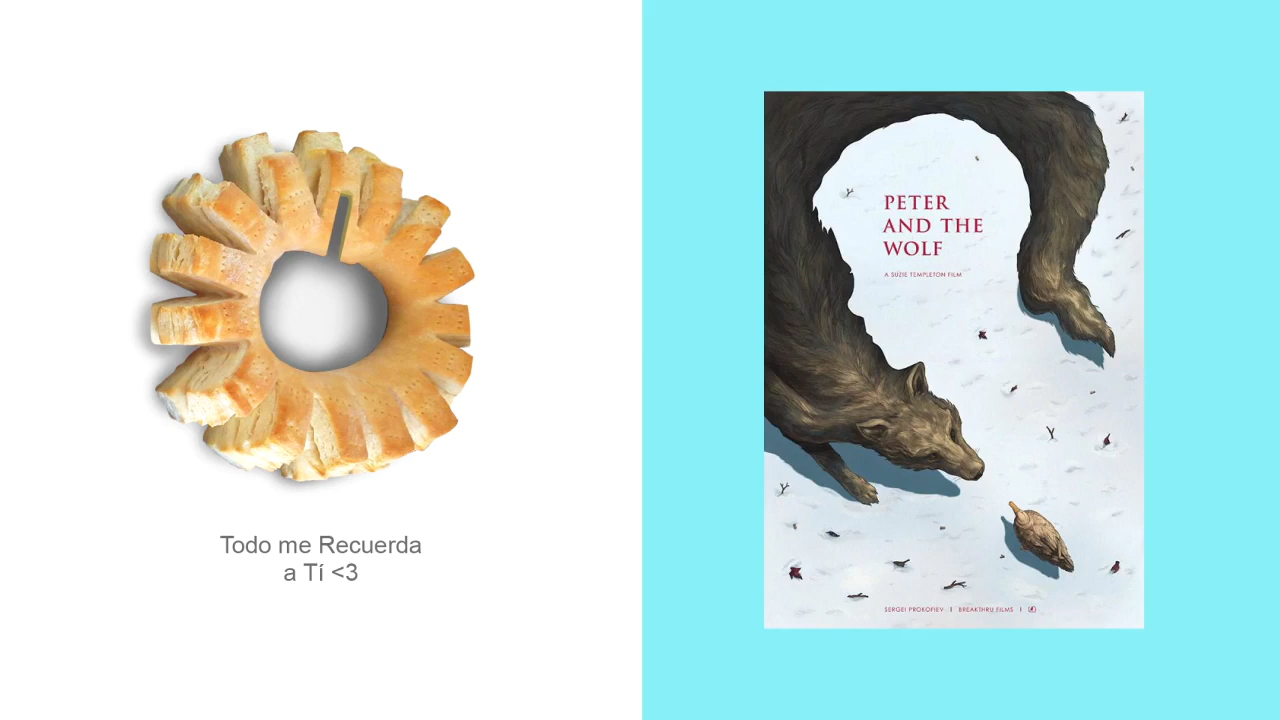 Todo me Recuerda
a Tí <3
PETER
AND THE
WOLF
A SUZIE TEMPLETON FILM
SERGEI PROKOFIEV | BREAKTHRU FILMS |